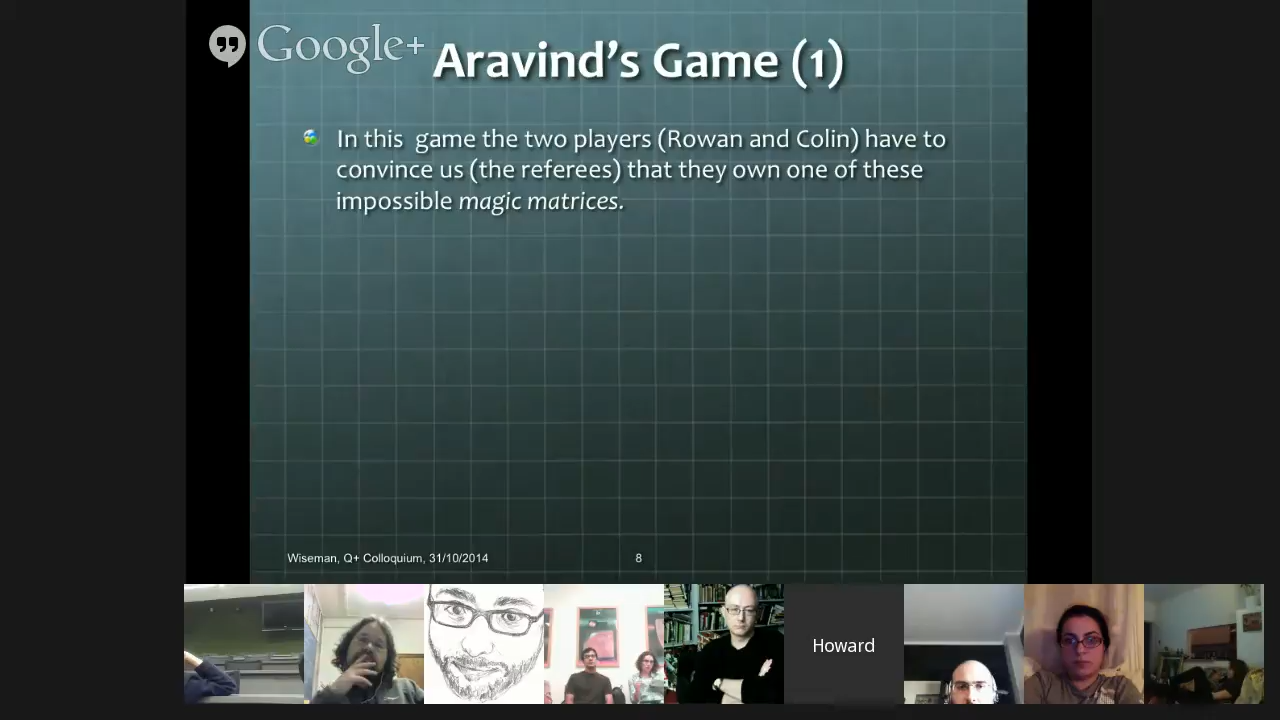 Google+
Aravind's Game (1)
In this game the two players (Rowan and Colin) have to
convince us (the referees) that they own one of these
impossible magic matrices.
Wiseman, Q+ Colloquium, 31/10/2014
8
Howard